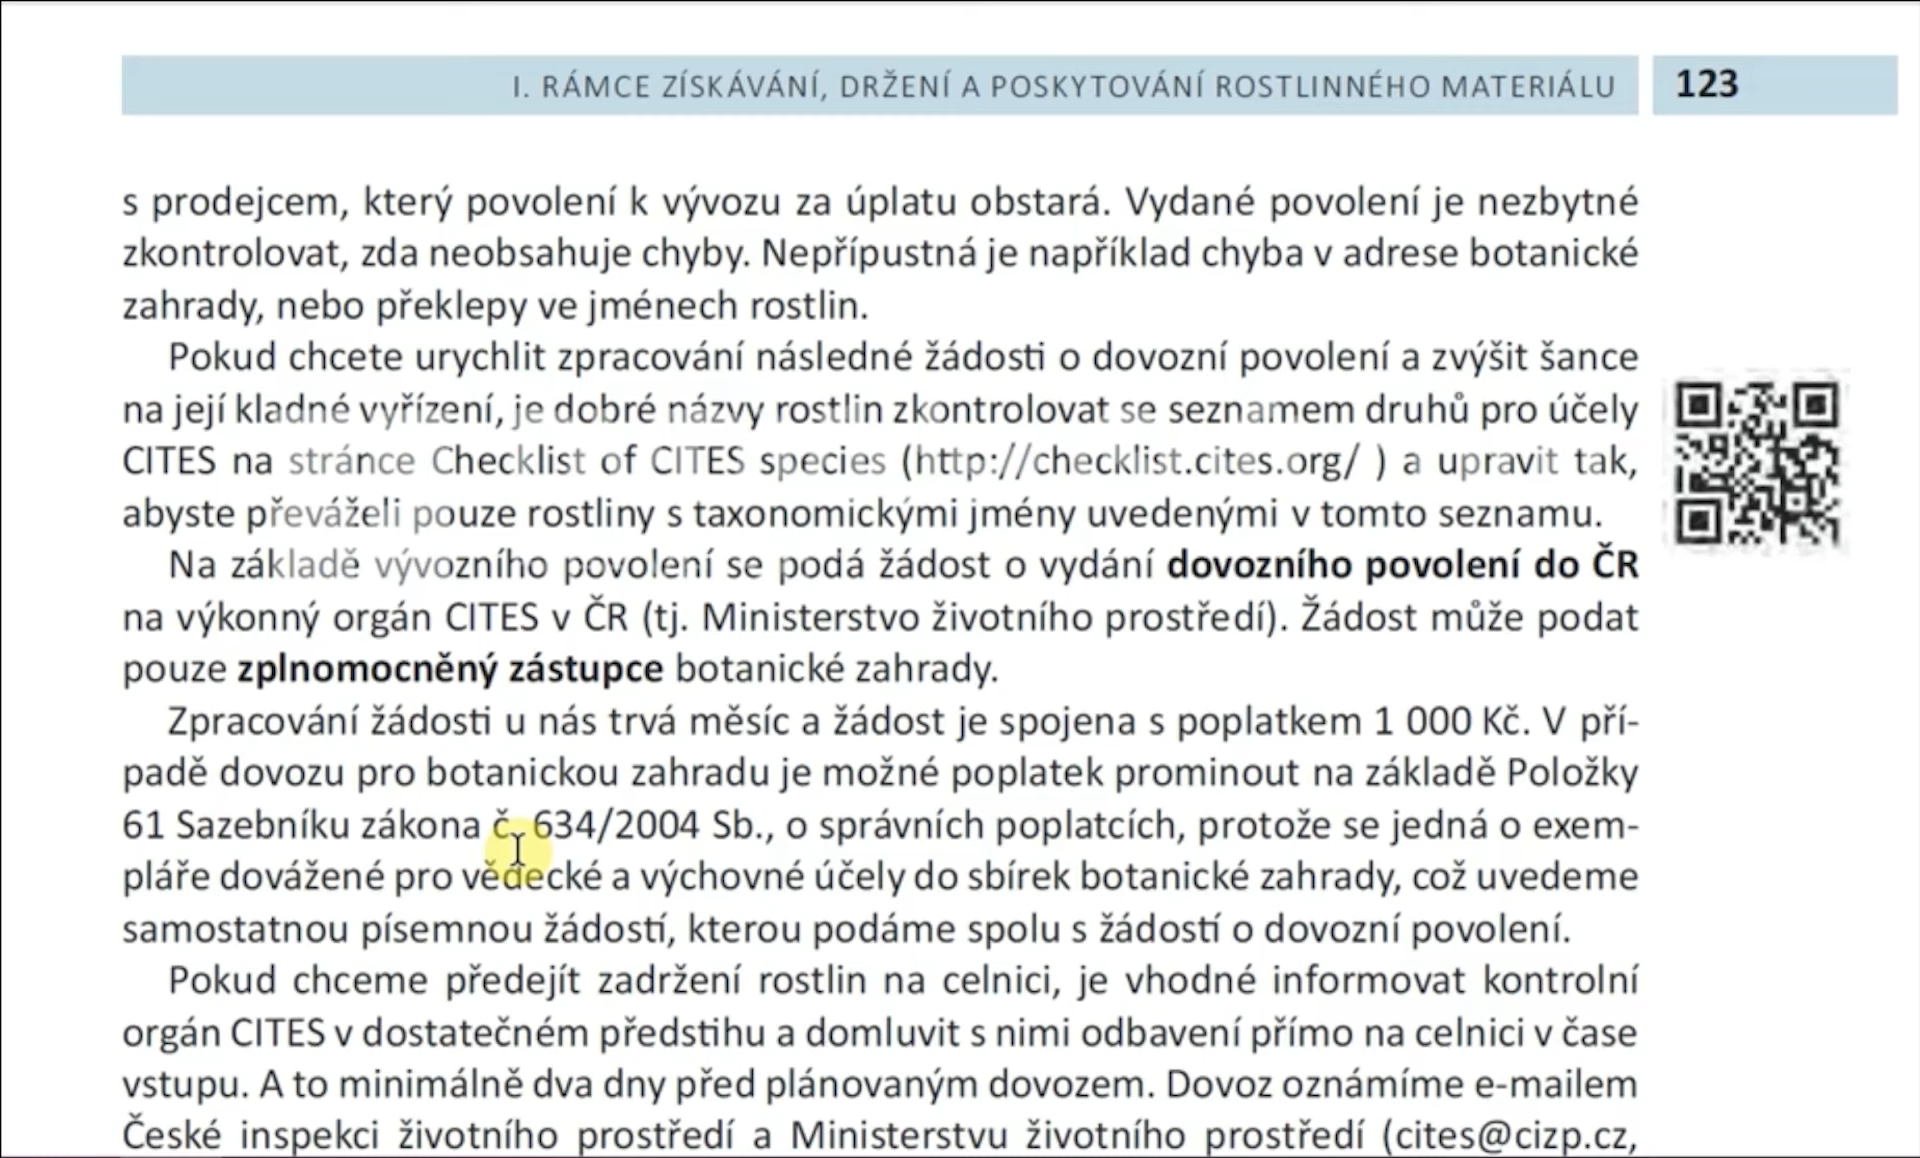 I. RÁMCE ZÍSKÁVÁNÍ, DRŽENÍ A POSKYTOVÁNÍ ROSTLINNÉHO MATERIÁLU 123
s prodejcem, který povolení k vývozu za úplatu obstará. Vydané povolení je nezbytné
zkontrolovat, zda neobsahuje chyby. Nepřípustná je například chyba v adrese botanické
zahrady, nebo překlepy ve jménech rostlin.
Pokud chcete urychlit zpracování následné žádosti o dovozní povolení a zvýšit šance
na její kladné vyřízení, je dobré názvy rostlin zkontrolovat se seznamem druhů pro účely
CITES na stránce Checklist of CITES species (http://checklist.cites.org/ ) a upravit tak,
abyste převáželi pouze rostliny s taxonomickými jmény uvedenými v tomto seznamu.
Na základě vývozního povolení se podá žádost o vydání dovozního povolení do ČR
na výkonný orgán CITES v ČR (tj. Ministerstvo životního prostředí). Žádost může podat
pouze zplnomocněný zástupce botanické zahrady.
Zpracování žádosti u nás trvá měsíc a žádost je spojena s poplatkem 1 000 Kč. V pří-
padě dovozu pro botanickou zahradu je možné poplatek prominout na základě Položky
61 Sazebníku zákona č. 634/2004 Sb., o správních poplatcích, protože se jedná o exem-
pláře dovážené pro vědecké a výchovné účely do sbírek botanické zahrady, což uvedeme
samostatnou písemnou žádostí, kterou podáme spolu s žádostí o dovozní povolení.
Pokud chceme předejít zadržení rostlin na celnici, je vhodné informovat kontrolní
orgán CITES v dostatečném předstihu a domluvit s nimi odbavení přímo na celnici v čase
vstupu. A to minimálně dva dny před plánovaným dovozem. Dovoz oznámíme e-mailem
České inspekci životního prostředí a Ministerstvu životního prostředí (cites@cizp.cz,